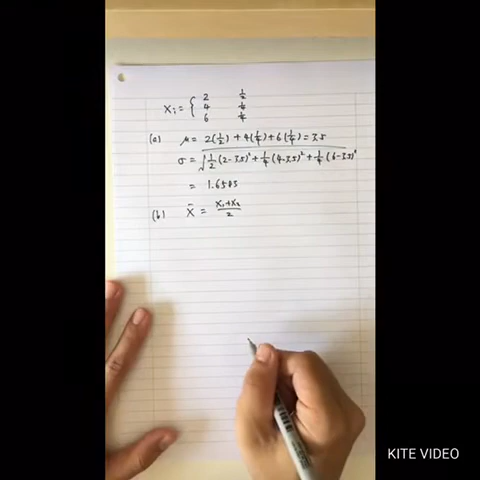 Xᵢ = { 2 1/2
4 1/4
6 1/4
(a) μ = 2(1/2) + 4(1/4) + 6(1/4) = 3.5
σ = √(1/2 (2-3.5)² + 1/4 (4-3.5)² + 1/4 (6-3.5)²)
= 1.6583
(b) X̄ = (X₁+X₂)/2
KITE VIDEO